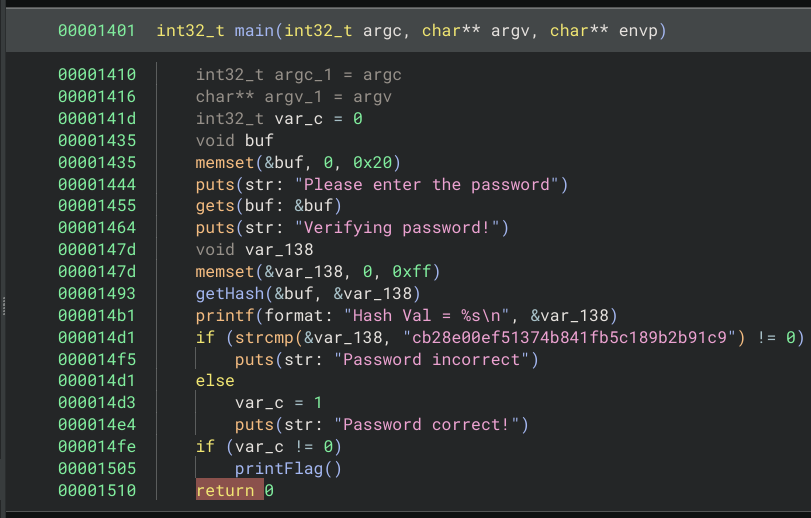 00001401 int32_t main(int32_t argc, char** argv, char** envp)
00001410 int32_t argc_1 = argc
00001416 char** argv_1 = argv
0000141d int32_t var_c = 0
00001435 void buf
00001435 memset(&buf, 0, 0x20)
00001444 puts(str: "Please enter the password")
00001455 gets(buf: &buf)
00001464 puts(str: "Verifying password!")
0000147d void var_138
0000147d memset(&var_138, 0, 0xff)
00001493 getHash(&buf, &var_138)
000014b1 printf(format: "Hash Val = %s\n", &var_138)
000014d1 if (strcmp(&var_138, "cb28e00ef51374b841fb5c189b2b91c9") != 0)
000014f5 puts(str: "Password incorrect")
000014d1 else
000014d3 var_c = 1
000014e4 puts(str: "Password correct!")
000014fe if (var_c != 0)
00001505 printFlag()
00001510 return 0